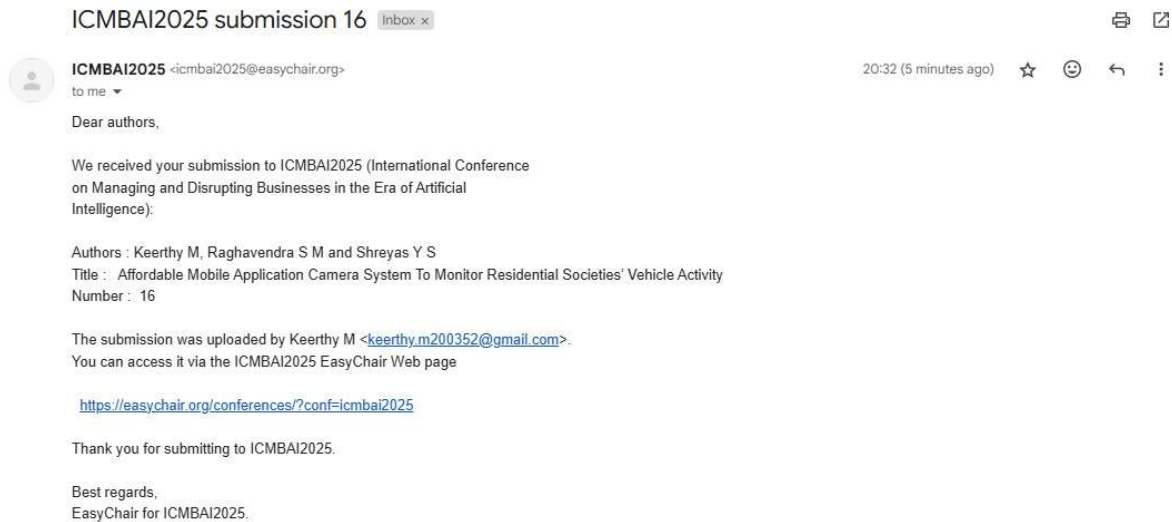 ICMBAI2025 submission 16 Inbox ×
ICMBAI2025 <icmbai2025@easychair.org> 20:32 (5 minutes ago)
to me
Dear authors,
We received your submission to ICMBAI2025 (International Conference
on Managing and Disrupting Businesses in the Era of Artificial
Intelligence):
Authors : Keerthy M, Raghavendra S M and Shreyas Y S
Title : Affordable Mobile Application Camera System To Monitor Residential Societies' Vehicle Activity
Number : 16
The submission was uploaded by Keerthy M <keerthy.m200352@gmail.com>.
You can access it via the ICMBAI2025 EasyChair Web page
https://easychair.org/conferences/?conf=icmbai2025
Thank you for submitting to ICMBAI2025.
Best regards,
EasyChair for ICMBAI2025.